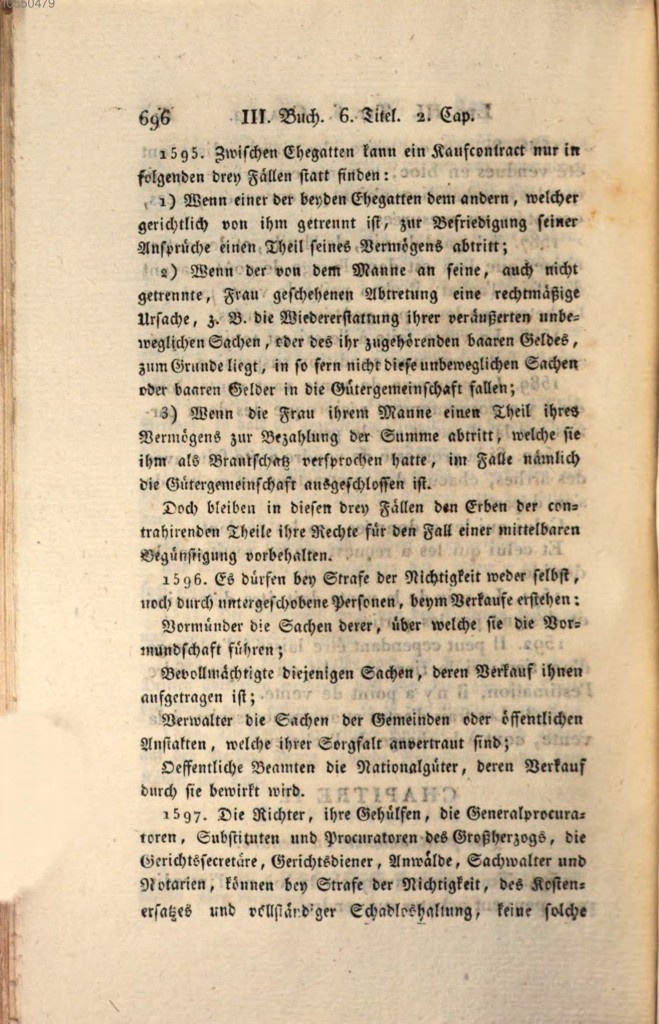 696 III. Buch. 6. Titel. 2. Cap.
1595. Zwischen Ehegatten kann ein Kaufcontract nur in
folgenden drey Fällen statt finden:
1) Wenn einer der beyden Ehegatten dem andern, welcher
gerichtlich von ihm getrennt ist, zur Befriedigung seiner
Ansprüche einen Theil seines Vermögens abtritt;
2) Wenn der von dem Manne an seine, auch nicht
getrennte, Frau geschehenen Abtretung eine rechtmäßige
Ursache, z. B. die Wiedererstattung ihrer veräußerten unbe-
weglichen Sachen, oder des ihr zugehörenden baaren Geldes,
zum Grunde liegt, in so fern nicht diese unbeweglichen Sachen
oder baaren Gelder in die Gütergemeinschaft fallen;
3) Wenn die Frau ihrem Manne einen Theil ihres
Vermögens zur Bezahlung der Summe abtritt, welche sie
ihm als Brautschatz versprochen hatte, im Falle nämlich
die Gütergemeinschaft ausgeschlossen ist.
Doch bleiben in diesen drey Fällen den Erben der con-
trahirenden Theile ihre Rechte für den Fall einer mittelbaren
Begünstigung vorbehalten.
1596. Es dürfen bey Strafe der Nichtigkeit weder selbst,
noch durch untergeschobene Personen, beym Verkaufe erstehen:
Vormünder die Sachen derer, über welche sie die Vor-
mundschaft führen;
Bevollmächtigte diejenigen Sachen, deren Verkauf ihnen
aufgetragen ist;
Verwalter die Sachen der Gemeinden oder öffentlichen
Anstalten, welche ihrer Sorgfalt anvertraut sind;
Oeffentliche Beamten die Nationalgüter, deren Verkauf
durch sie bewirkt wird.
1597. Die Richter, ihre Gehülfen, die Generalprocura-
toren, Substituten und Procuratoren des Großherzogs, die
Gerichtssecretäre, Gerichtsdiener, Anwälde, Sachwalter und
Notarien, können bey Strafe der Nichtigkeit, des Kosten-
ersatzes und vollständiger Schadloshaltung, keine solche